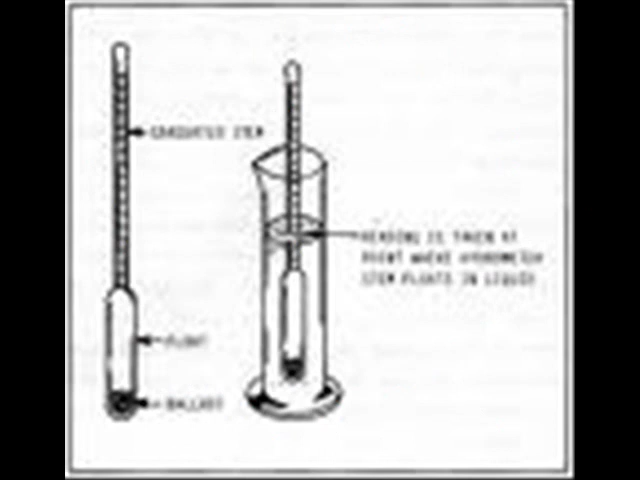 GRADUATED STEM
READING IS TAKEN AT
POINT WHERE HYDROMETER
STEM FLOATS IN LIQUID
FLOAT
BALLAST